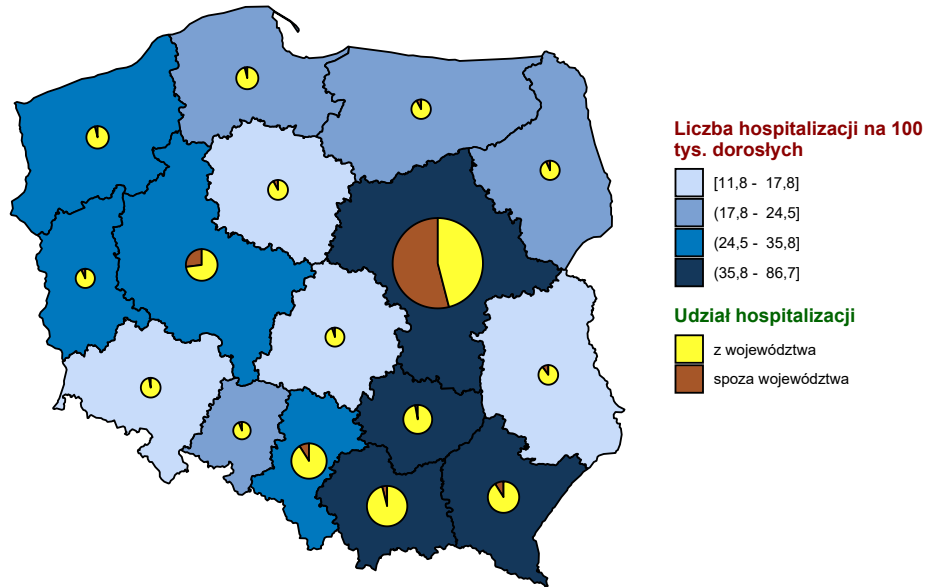 Liczba hospitalizacji na 100
tys. dorosłych
[11,8 - 17,8]
(17,8 - 24,5]
(24,5 - 35,8]
(35,8 - 86,7]
Udział hospitalizacji
z województwa
spoza województwa